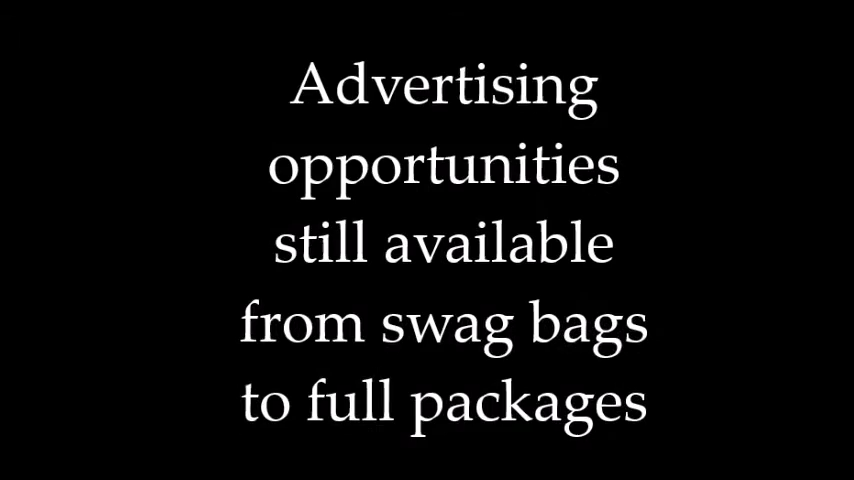 Advertising
opportunities
still available
from swag bags
to full packages